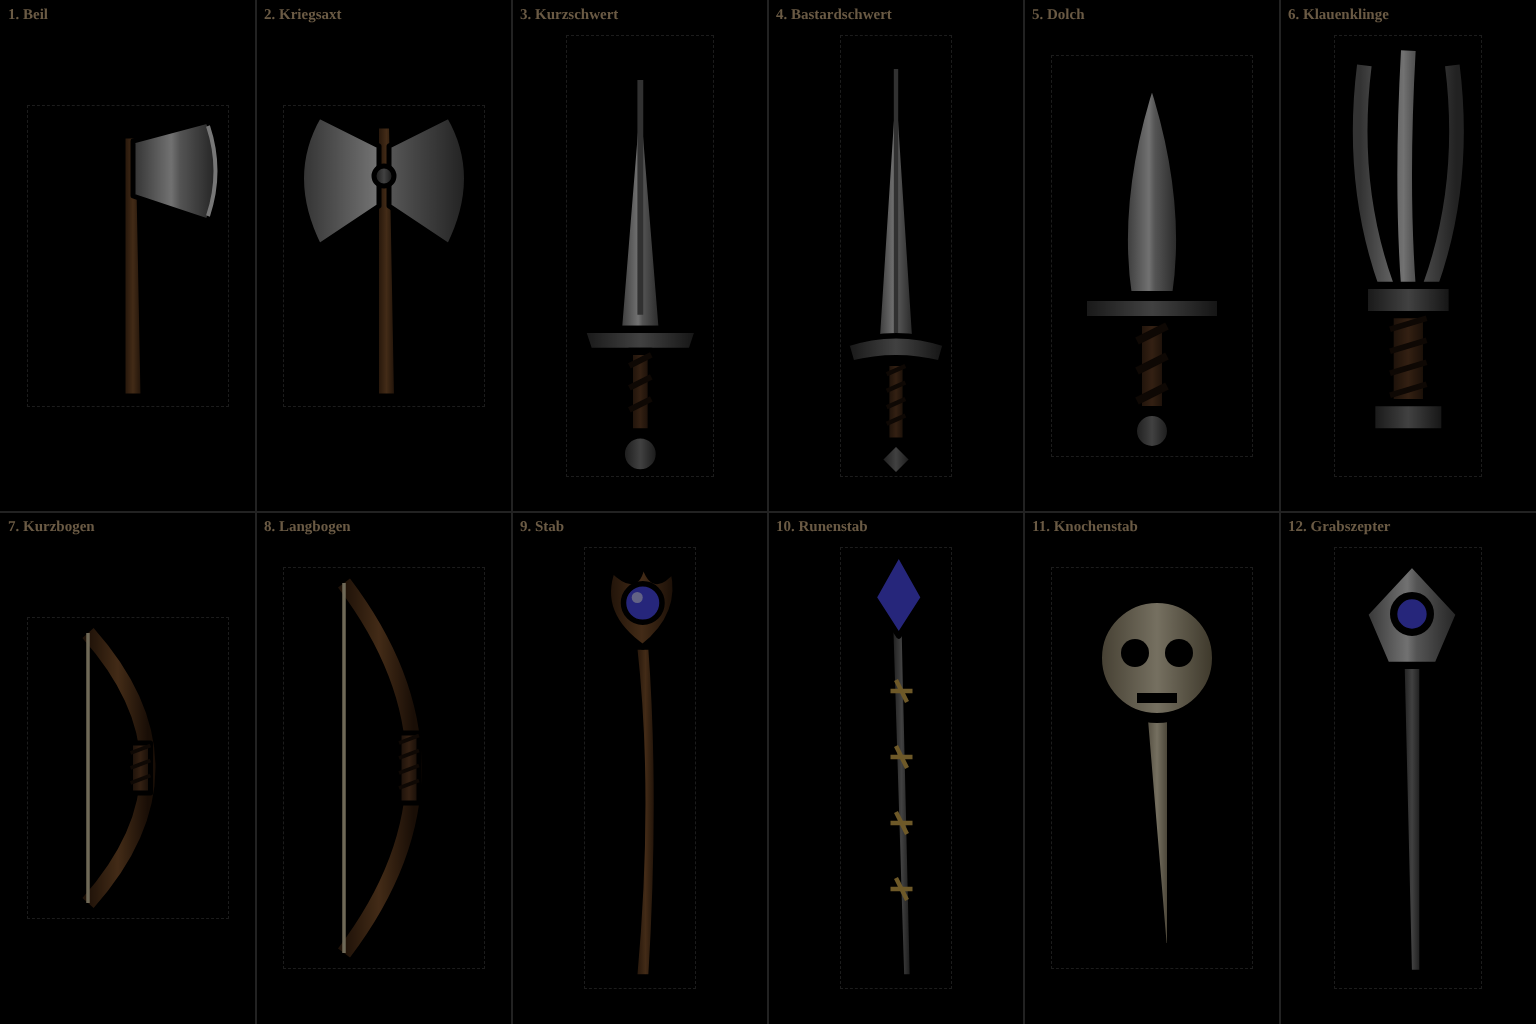 1. Beil
2. Kriegsaxt
3. Kurzschwert
4. Bastardschwert
5. Dolch
6. Klauenklinge
7. Kurzbogen
8. Langbogen
9. Stab
10. Runenstab
11. Knochenstab
12. Grabszepter